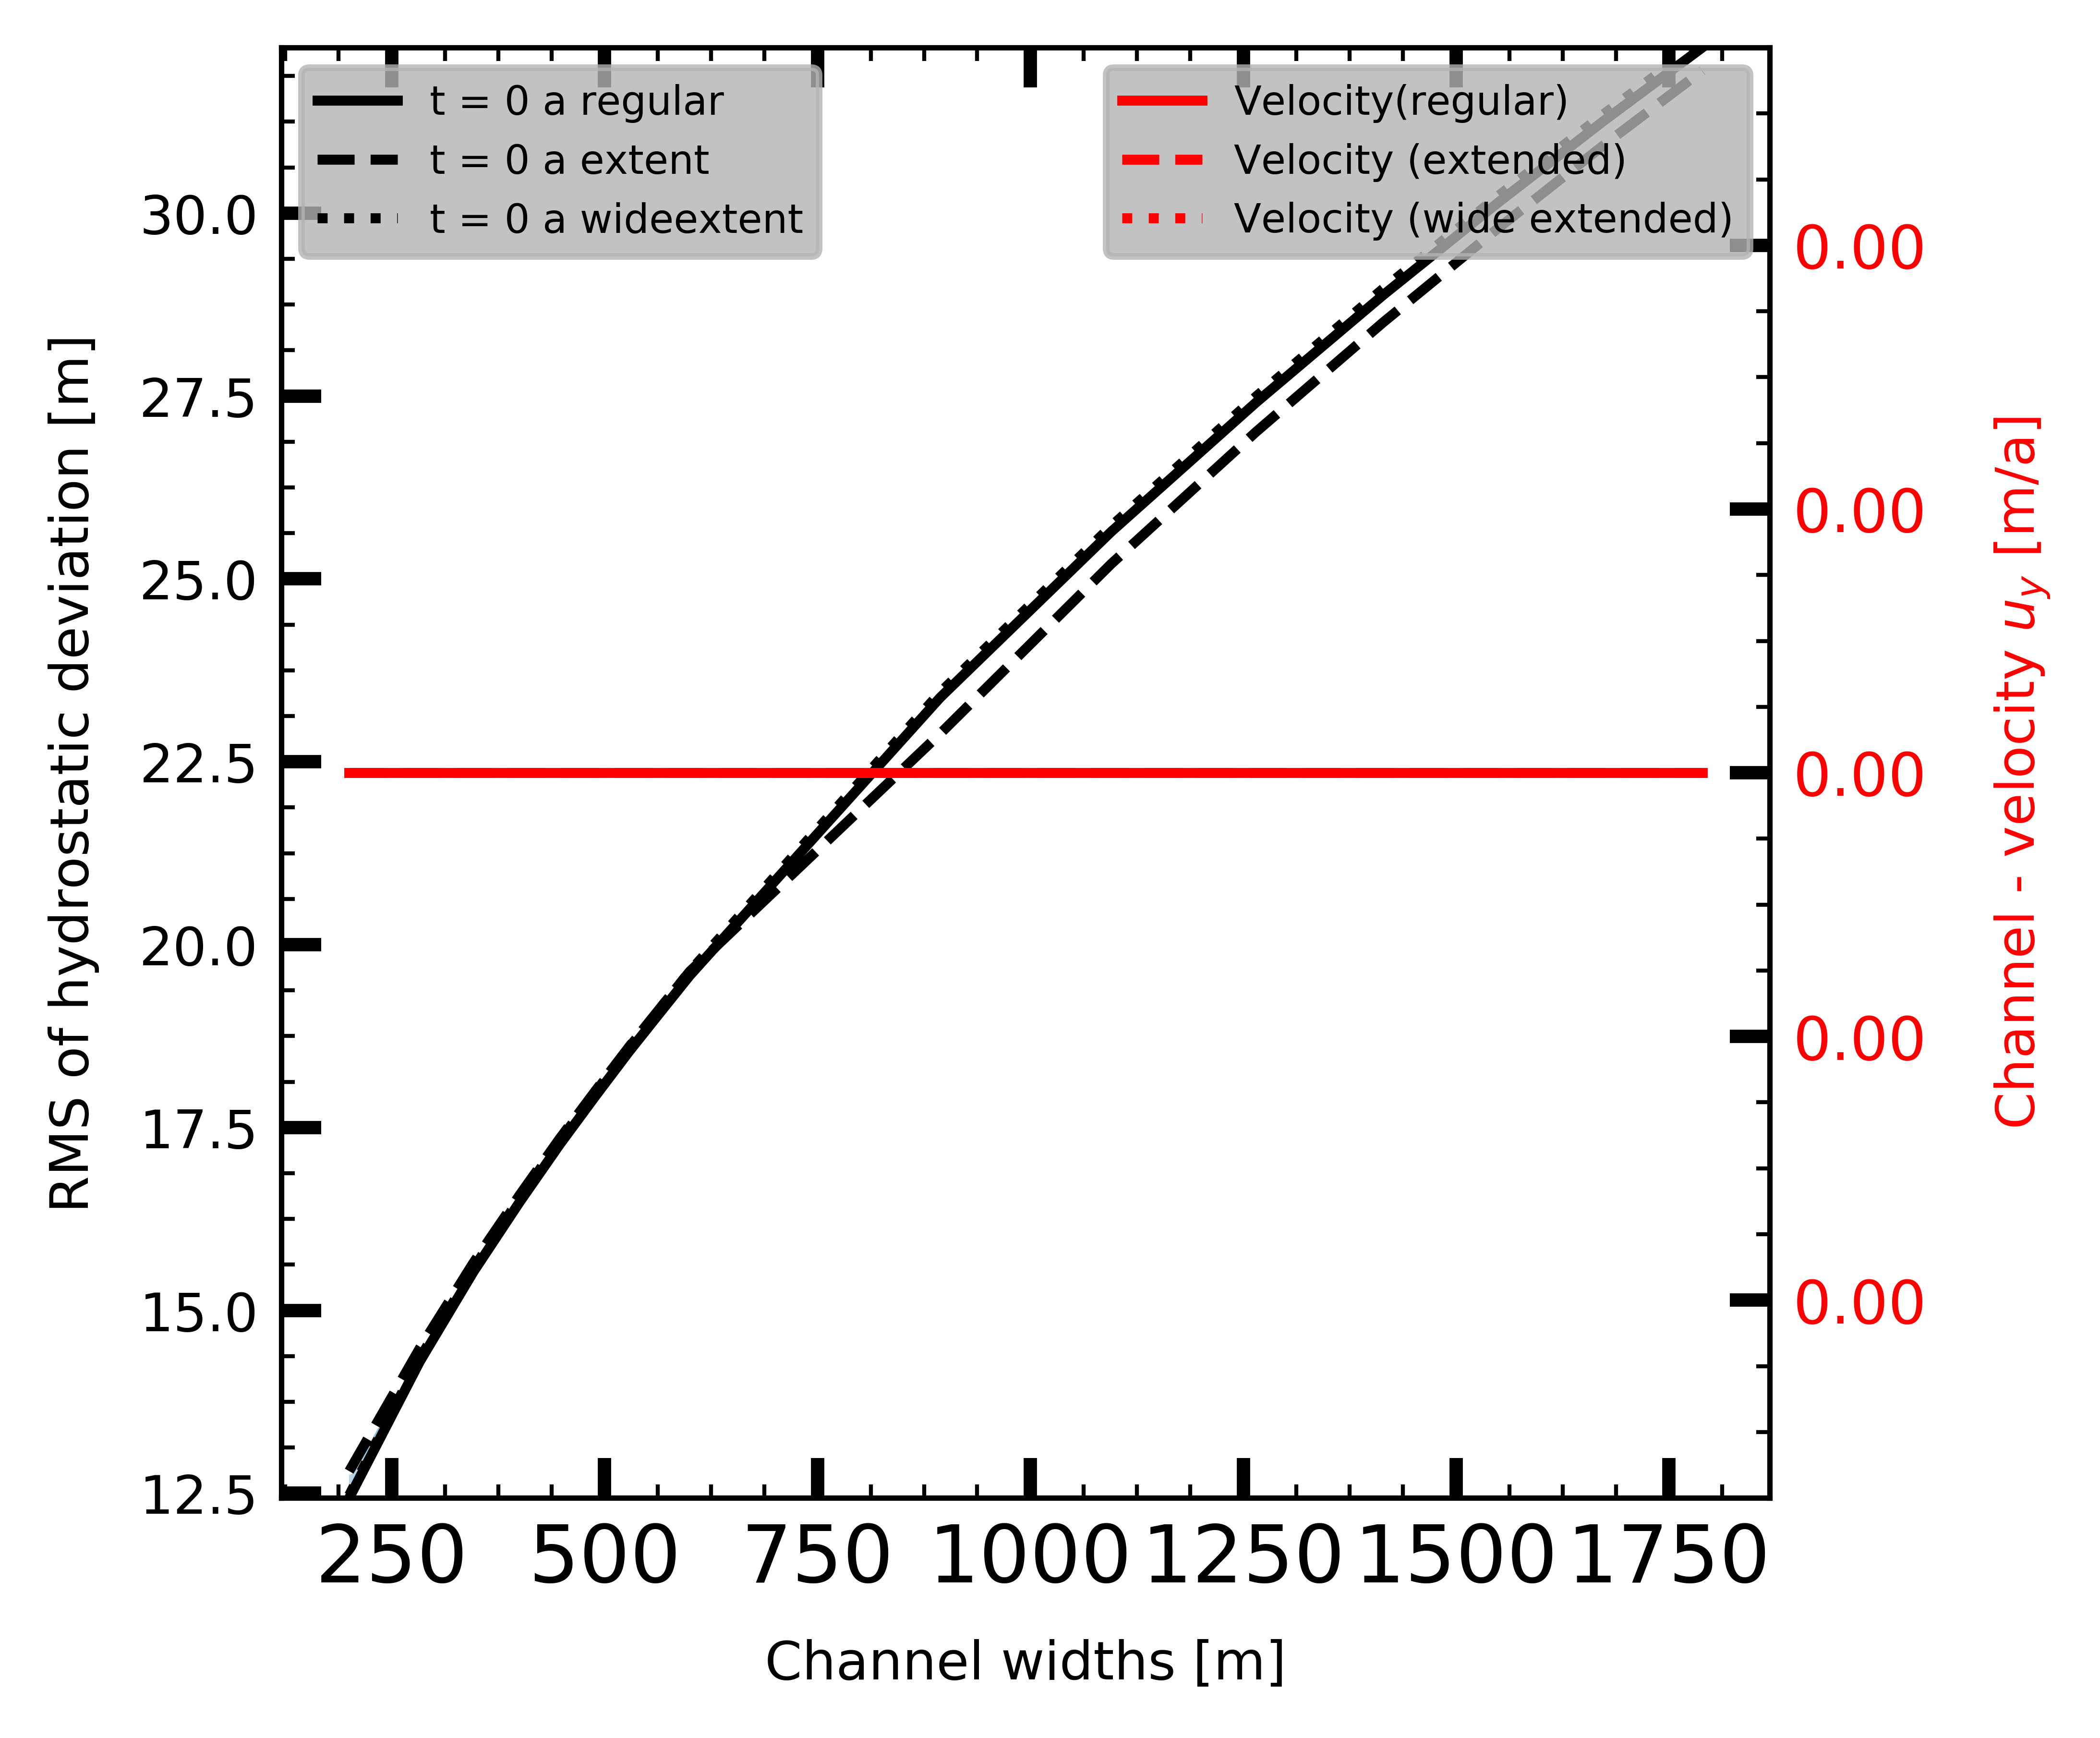 t = 0 a regular
t = 0 a extent
t = 0 a wideextent
Velocity(regular)
Velocity (extended)
Velocity (wide extended)
RMS of hydrostatic deviation [m]
30.0
27.5
25.0
22.5
20.0
17.5
15.0
12.5
0.00
0.00
0.00
0.00
0.00
Channel - velocity u_y [m/a]
250 500 750 1000 1250 1500 1750
Channel widths [m]